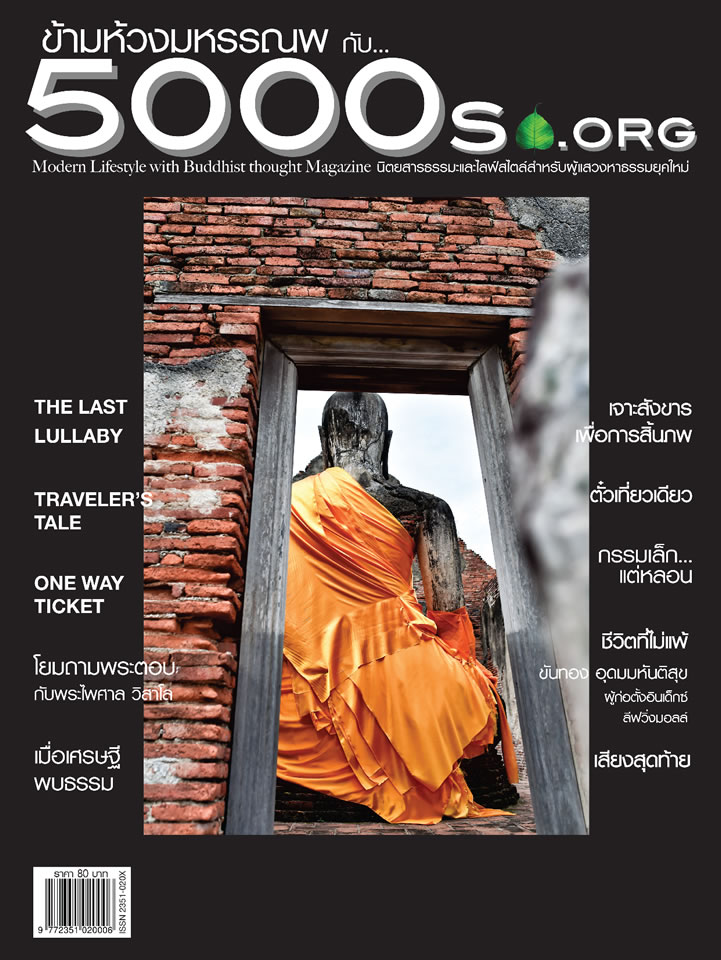 ข้ามห้วงมหรรณพ กับ...
5000s.ORG
Modern Lifestyle with Buddhist thought Magazine นิตยสารธรรมะและไลฟ์สไตล์สำหรับผู้แสวงหาธรรมยุคใหม่
THE LAST
LULLABY
TRAVELER'S
TALE
ONE WAY
TICKET
โยมถามพระตอบ
กับพระไพศาล วิสาโล
เมื่อเศรษฐี
พบธรรม
เจาะสังขาร
เพื่อการสิ้นภพ
ตั๋วเที่ยวเดียว
กรรมเล็ก...
แต่หลอน
ชีวิตที่ไม่แพ้
ขันทอง อุดมมหันติสุข
ผู้ก่อตั้งอินเด็กซ์
ลีฟวิ่งมอลล์
เสียงสุดท้าย
ราคา 80 บาท
ISSN 2351-020X
9 772351 020006